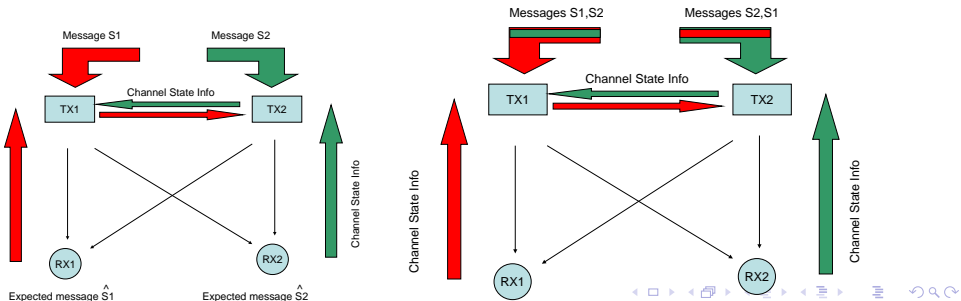 Message S1
Message S2
Channel State Info
TX1
TX2
Channel State Info
RX1
RX2
Expected message Ŝ1
Expected message Ŝ2
Messages S1,S2
Messages S2,S1
Channel State Info
TX1
TX2
Channel State Info
Channel State Info
RX1
RX2